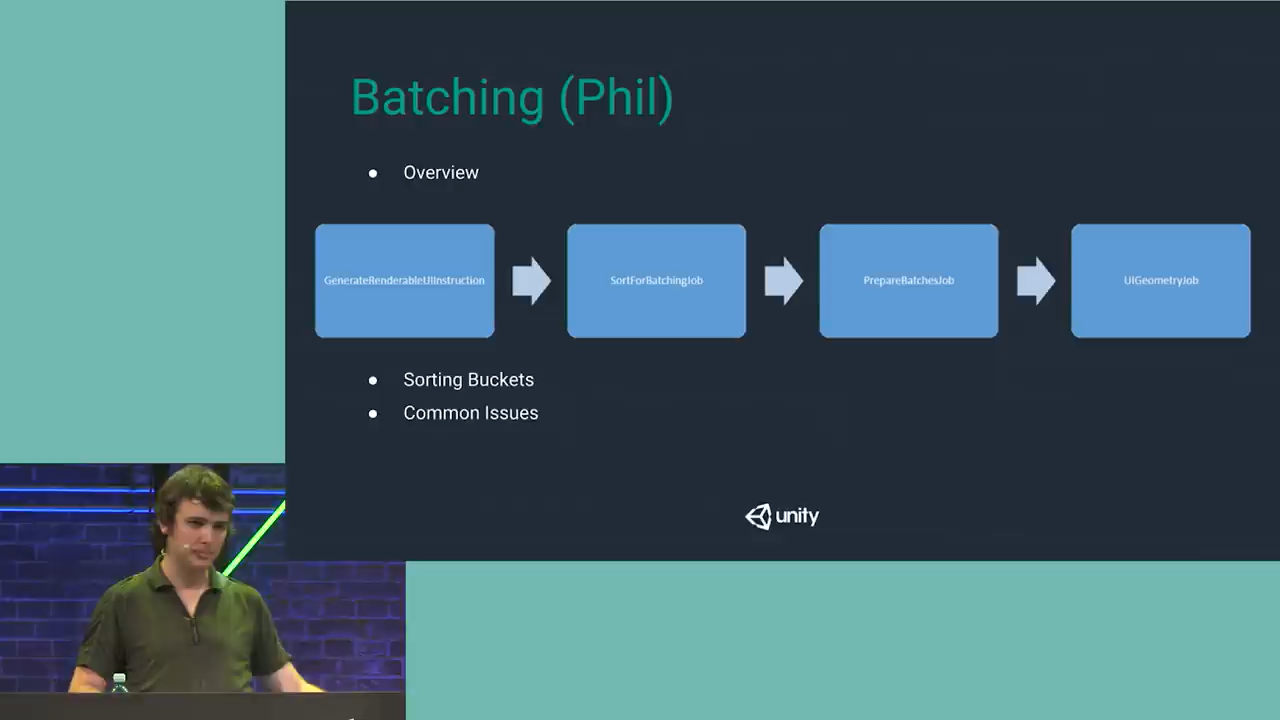 Batching (Phil)
● Overview
GenerateRenderableUIInstruction
SortForBatchingJob
PrepareBatchesJob
UIGeometryJob
● Sorting Buckets
● Common Issues
unity